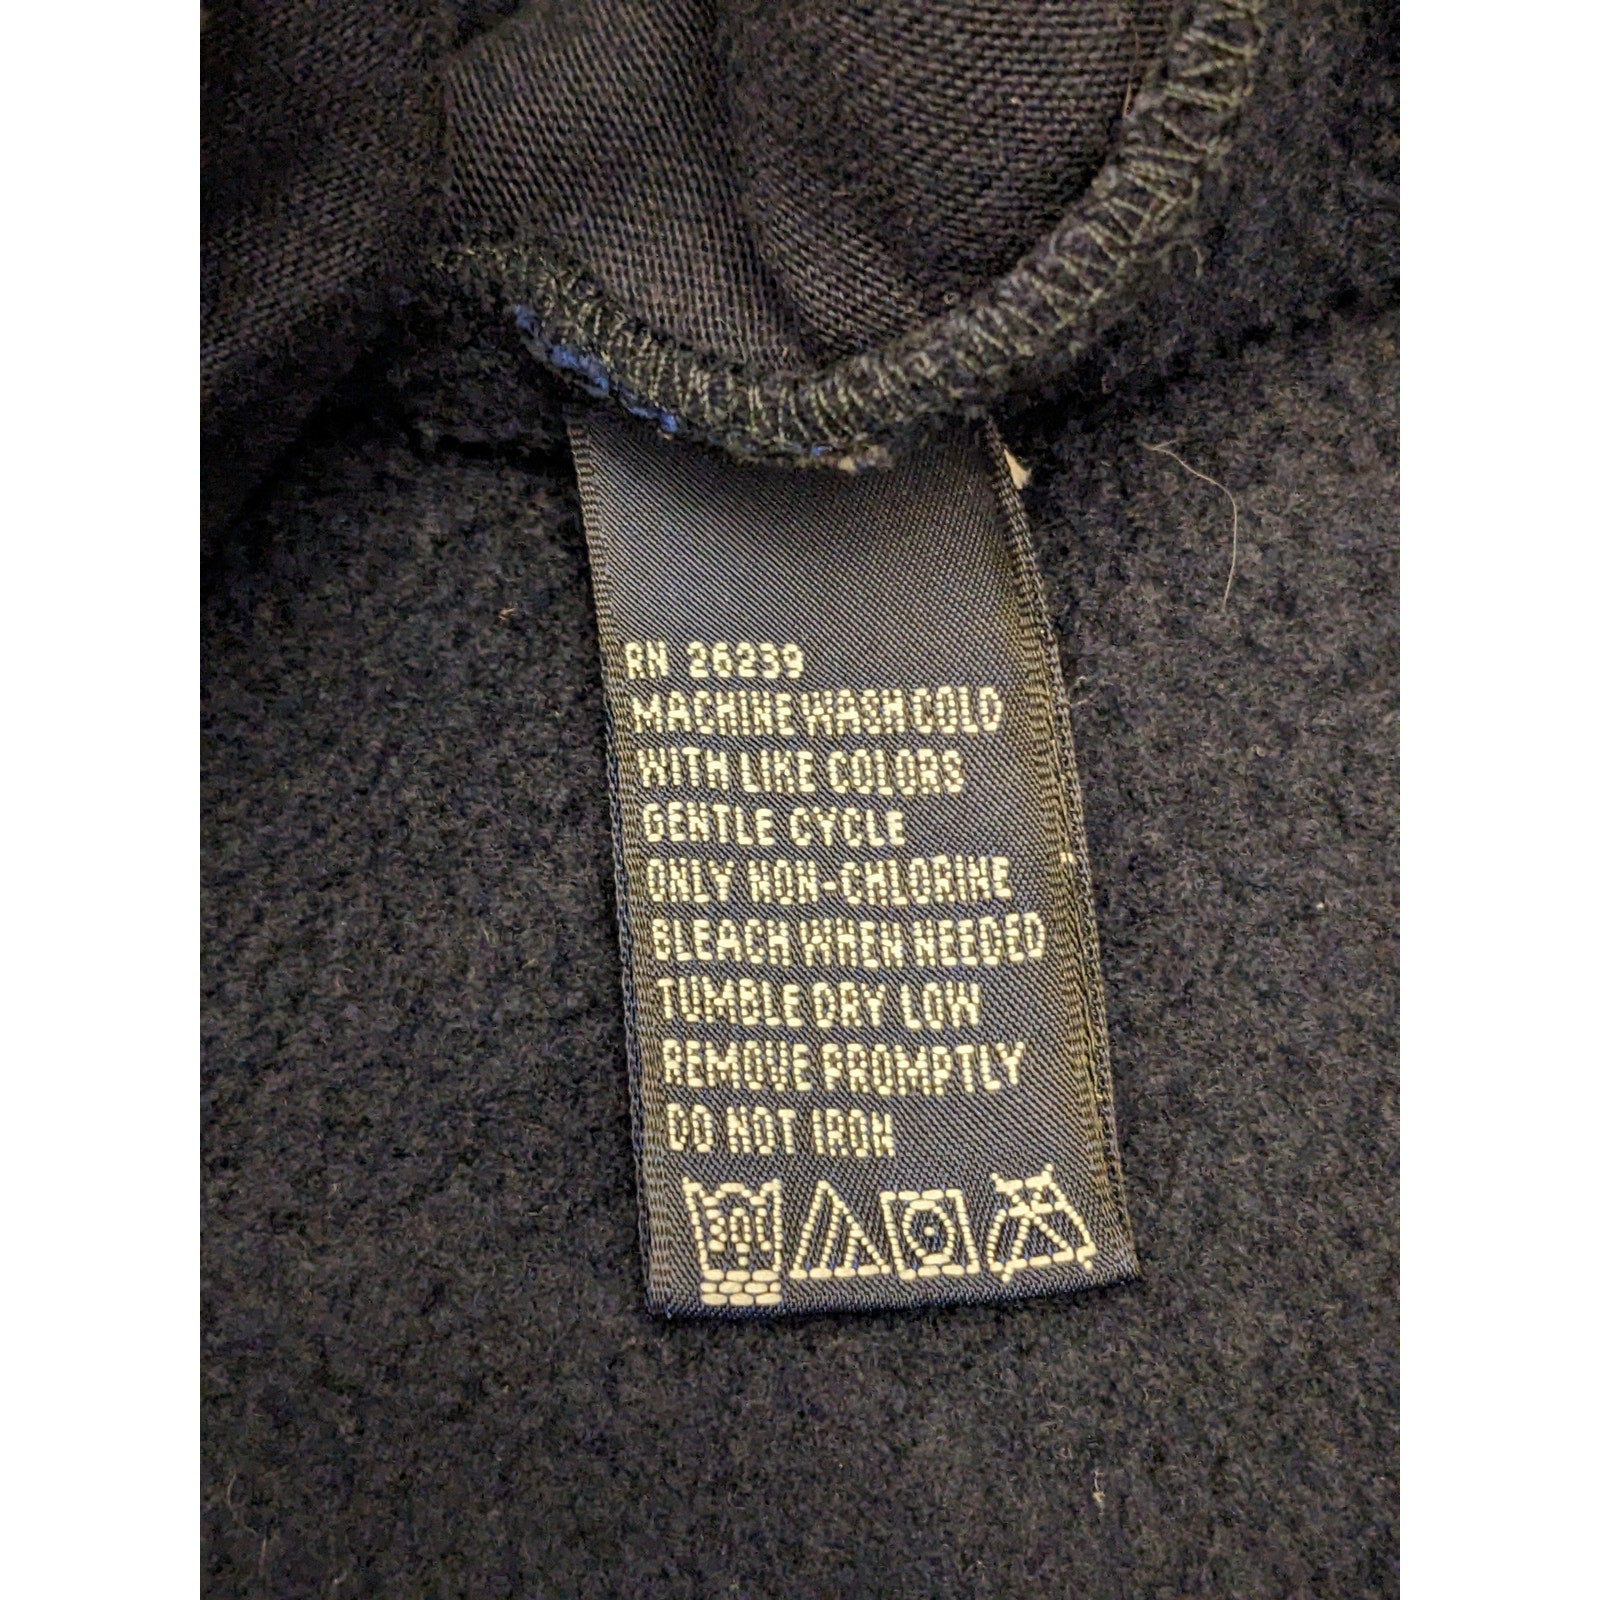 RN 26239
MACHINE WASH COLD
WITH LIKE COLORS
GENTLE CYCLE
ONLY NON-CHLORINE
BLEACH WHEN NEEDED
TUMBLE DRY LOW
REMOVE PROMPTLY
DO NOT IRON